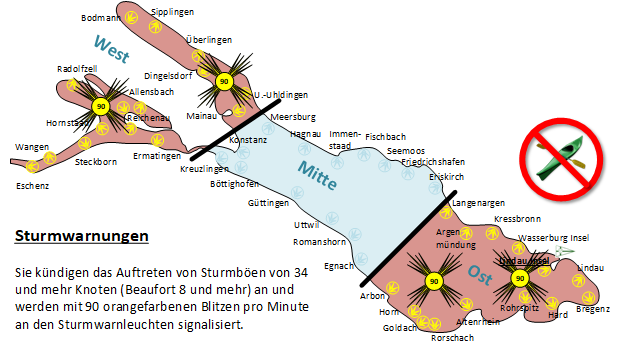 Sipplingen
Bodmann
Überlingen
West
Radolfzell
Dingelsdorf
90
Allensbach
U.-Uhldingen
90
Mainau
Meersburg
Hornstaad
Reichenau
Konstanz
Hagnau
Immen-
staad
Fischbach
Wangen
Ermatingen
Seemoos
Steckborn
Kreuzlingen
Friedrichshafen
Eschenz
Böttighofen
Mitte
Eriskirch
Güttingen
Langenargen
Kressbronn
Uttwil
Argen
mündung
Romanshorn
Wasserburg Insel
Egnach
Lindau Insel
Ost
Lindau
90
90
Arbon
Rohrspitz
Bregenz
Horn
Hard
Altenrhein
Goldach
Rorschach
Sturmwarnungen
Sie kündigen das Auftreten von Sturmböen von 34
und mehr Knoten (Beaufort 8 und mehr) an und
werden mit 90 orangefarbenen Blitzen pro Minute
an den Sturmwarnleuchten signalisiert.